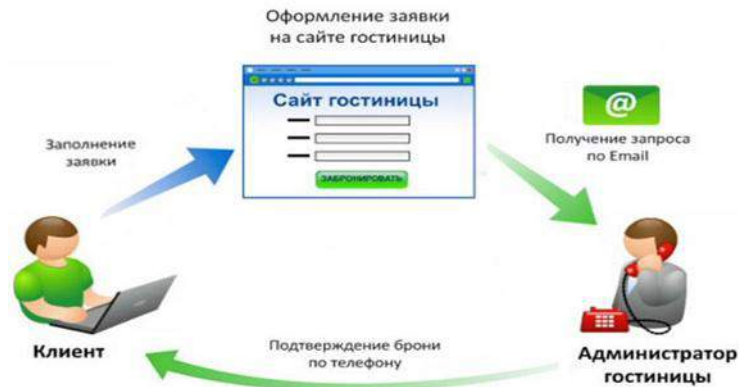 Оформление заявки
на сайте гостиницы
Сайт гостиницы
ЗАБРОНИРОВАТЬ
Заполнение
заявки
@
Получение запроса
по Email
Клиент
Подтверждение брони
по телефону
Администратор
гостиницы